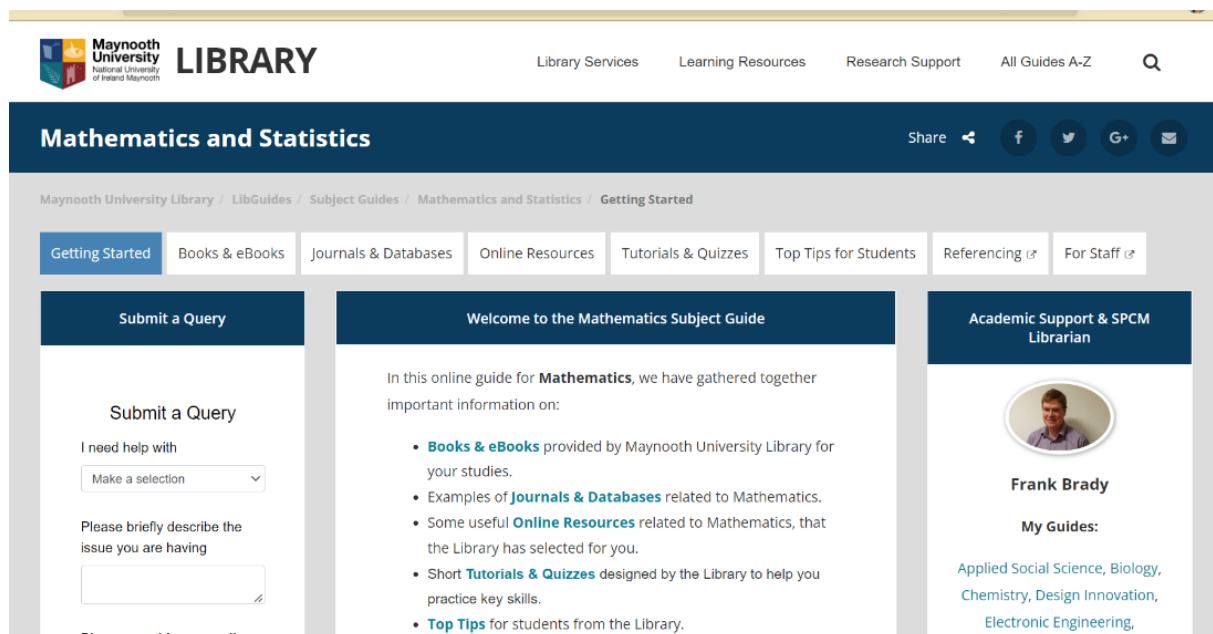 Maynooth
University
National University
of Ireland Maynooth
LIBRARY
Library Services
Learning Resources
Research Support
All Guides A-Z
Mathematics and Statistics
Share
Maynooth University Library / LibGuides / Subject Guides / Mathematics and Statistics / Getting Started
Getting Started
Books & eBooks
Journals & Databases
Online Resources
Tutorials & Quizzes
Top Tips for Students
Referencing
For Staff
Submit a Query
Submit a Query
I need help with
Make a selection
Please briefly describe the
issue you are having
Welcome to the Mathematics Subject Guide
In this online guide for Mathematics, we have gathered together
important information on:
• Books & eBooks provided by Maynooth University Library for
your studies.
• Examples of Journals & Databases related to Mathematics.
• Some useful Online Resources related to Mathematics, that
the Library has selected for you.
• Short Tutorials & Quizzes designed by the Library to help you
practice key skills.
• Top Tips for students from the Library.
Academic Support & SPCM
Librarian
Frank Brady
My Guides:
Applied Social Science, Biology,
Chemistry, Design Innovation,
Electronic Engineering,